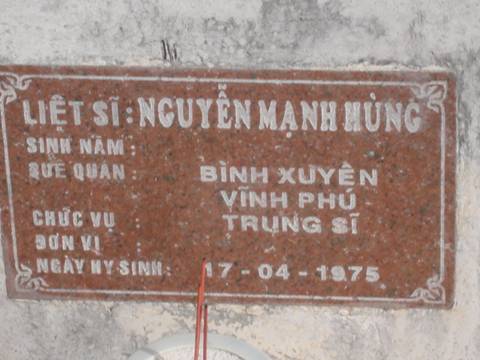 LIỆT SĨ: NGUYỄN MẠNH HÙNG
SINH NĂM :
QUÊ QUÁN : BÌNH XUYÊN
VĨNH PHÚ
CHỨC VỤ : TRUNG SĨ
ĐƠN VỊ :
NGÀY HY SINH: 17-04-1975